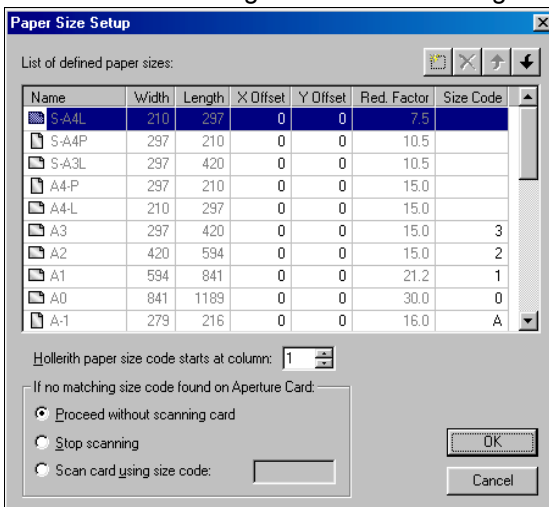 Paper Size Setup
List of defined paper sizes:
Name Width Length X Offset Y Offset Red. Factor Size Code
S-A4L 210 297 0 0 7.5
S-A4P 297 210 0 0 10.5
S-A3L 297 420 0 0 10.5
A4-P 297 210 0 0 15.0
A4-L 210 297 0 0 15.0
A3 297 420 0 0 15.0 3
A2 420 594 0 0 15.0 2
A1 594 841 0 0 21.2 1
A0 841 1189 0 0 30.0 0
A-1 279 216 0 0 16.0 A
Hollerith paper size code starts at column: 1
If no matching size code found on Aperture Card:
Proceed without scanning card
Stop scanning
Scan card using size code:
OK
Cancel